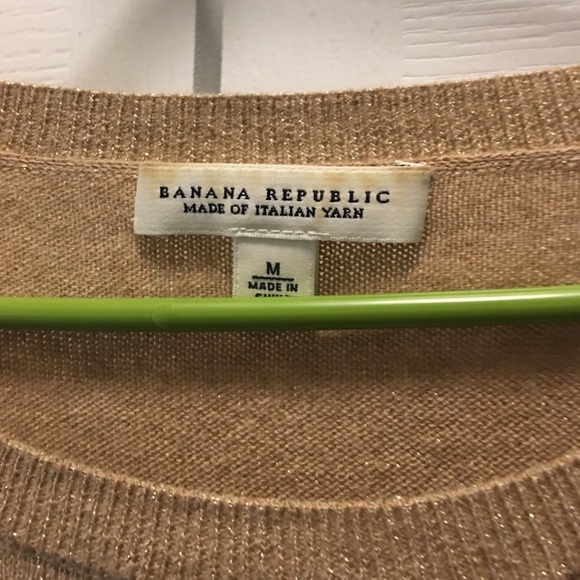 BANANA REPUBLIC
MADE OF ITALIAN YARN
M
MADE IN